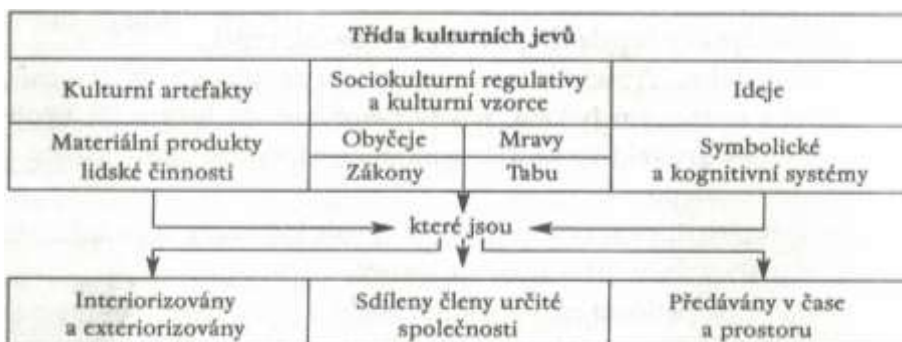 Třída kulturních jevů
Kulturní artefakty
Sociokulturní regulativy
a kulturní vzorce
Ideje
Materiální produkty
lidské činnosti
Obyčeje
Mravy
Zákony
Tabu
Symbolické
a kognitivní systémy
které jsou
Interiorizovány
a exteriorizovány
Sdíleny členy určité
společnosti
Předávány v čase
a prostoru